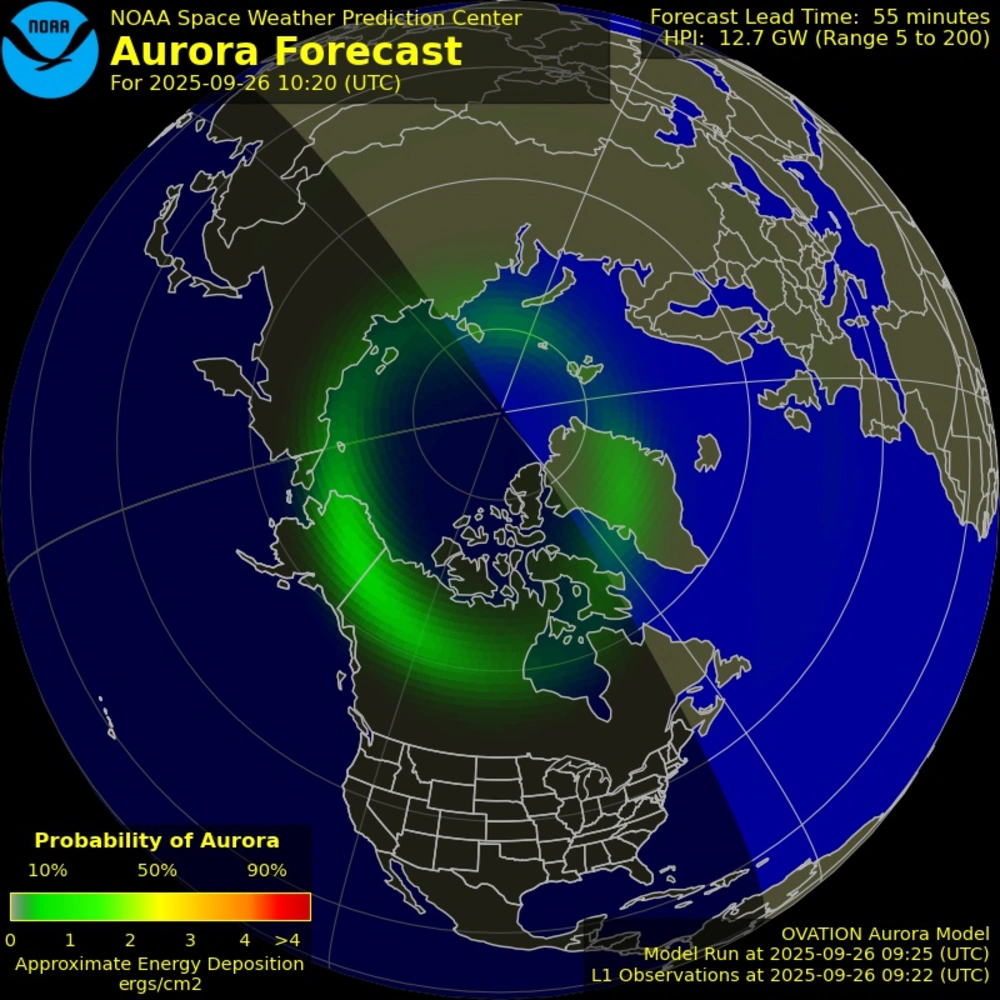 NOAA
NOAA Space Weather Prediction Center
Aurora Forecast
For 2025-09-26 10:20 (UTC)
Forecast Lead Time: 55 minutes
HPI: 12.7 GW (Range 5 to 200)
Probability of Aurora
10% 50% 90%
0 1 2 3 4 >4
Approximate Energy Deposition
ergs/cm2
OVATION Aurora Model
Model Run at 2025-09-26 09:25 (UTC)
L1 Observations at 2025-09-26 09:22 (UTC)